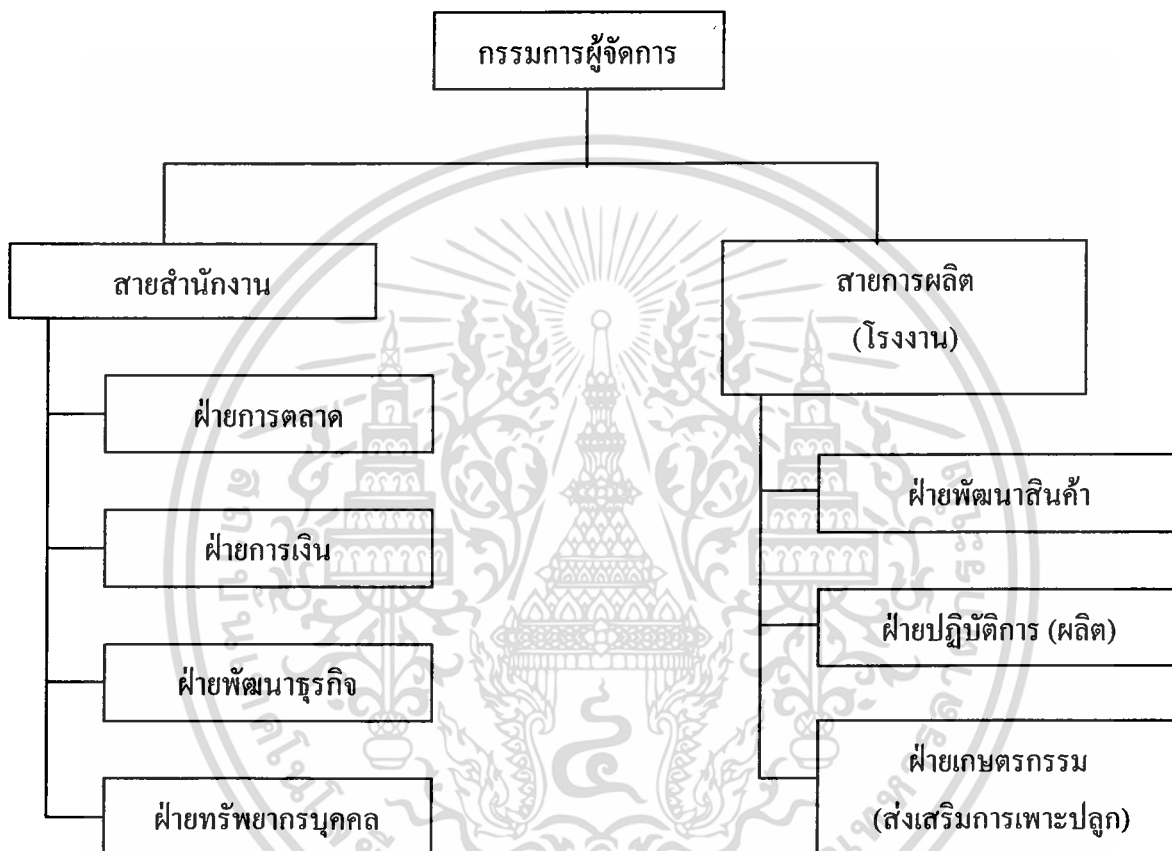 กรรมการผู้จัดการ
สายสำนักงาน
ฝ่ายการตลาด
ฝ่ายการเงิน
ฝ่ายพัฒนาธุรกิจ
ฝ่ายทรัพยากรบุคคล
สายการผลิต
(โรงงาน)
ฝ่ายพัฒนาสินค้า
ฝ่ายปฏิบัติการ (ผลิต)
ฝ่ายเกษตรกรรม
(ส่งเสริมการเพาะปลูก)